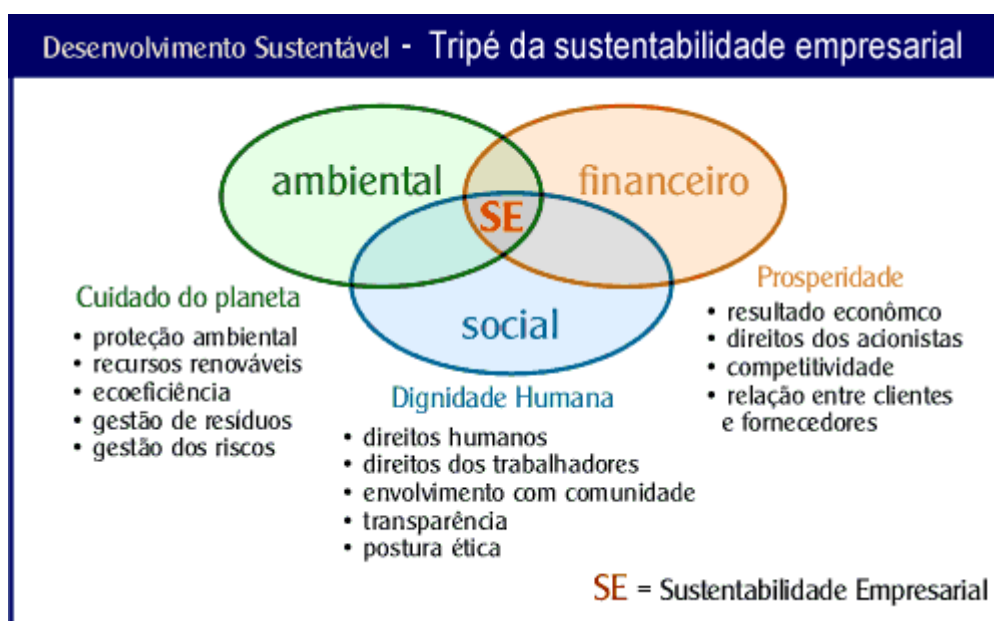 Desenvolvimento Sustentável - Tripé da sustentabilidade empresarial
ambiental
financeiro
SE
social
Cuidado do planeta
• proteção ambiental
• recursos renováveis
• ecoeficiência
• gestão de resíduos
• gestão dos riscos
Dignidade Humana
• direitos humanos
• direitos dos trabalhadores
• envolvimento com comunidade
• transparência
• postura ética
Prosperidade
• resultado econômco
• direitos dos acionistas
• competitividade
• relação entre clientes
e fornecedores
SE = Sustentabilidade Empresarial